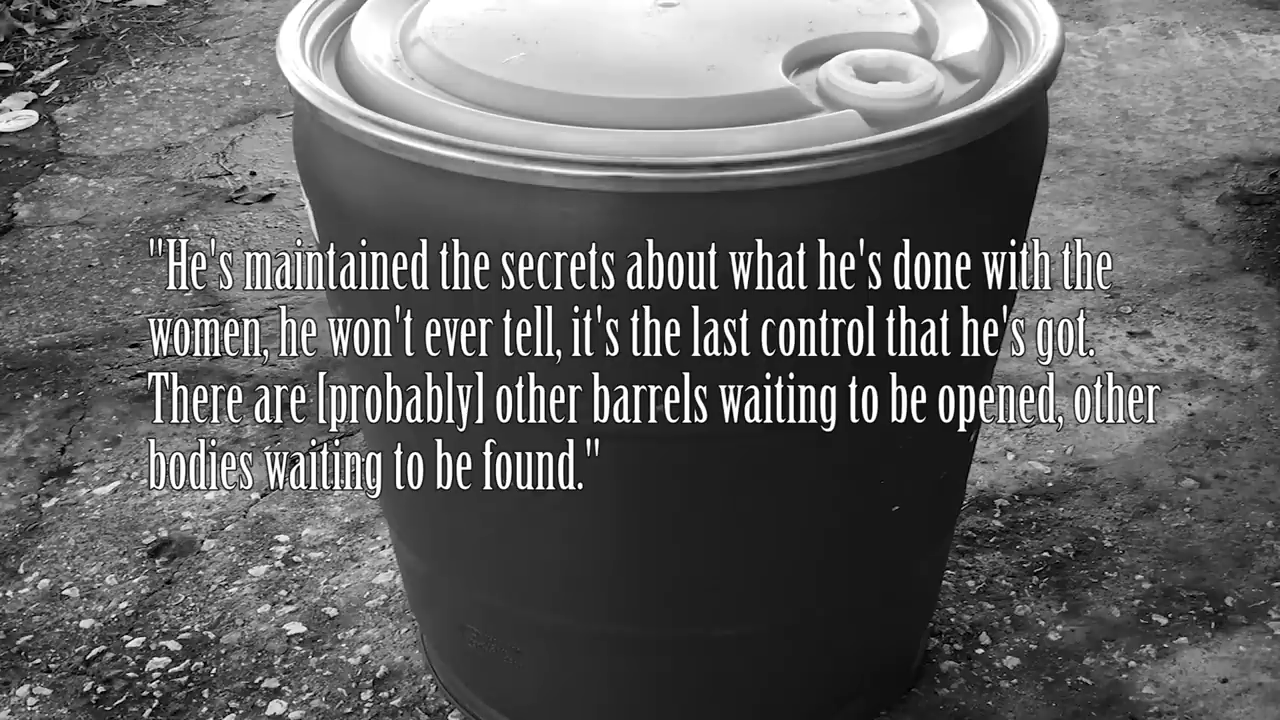 "He's maintained the secrets about what he's done with the
women, he won't ever tell, it's the last control that he's got.
There are [probably] other barrels waiting to be opened, other
bodies waiting to be found."